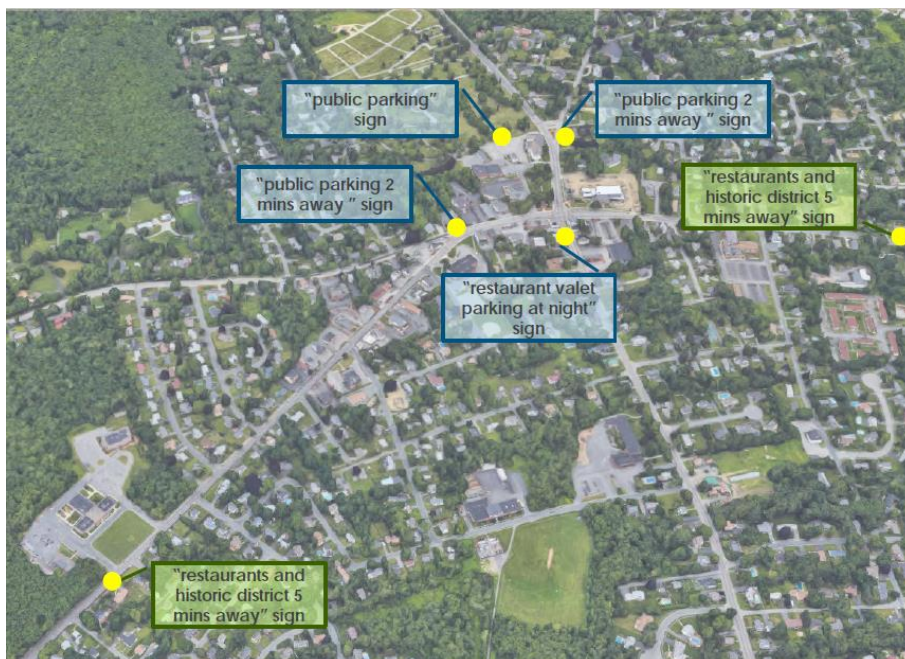 "public parking"
sign
"public parking 2
mins away " sign
"public parking 2
mins away " sign
"restaurants and
historic district 5
mins away" sign
"restaurant valet
parking at night"
sign
"restaurants and
historic district 5
mins away" sign